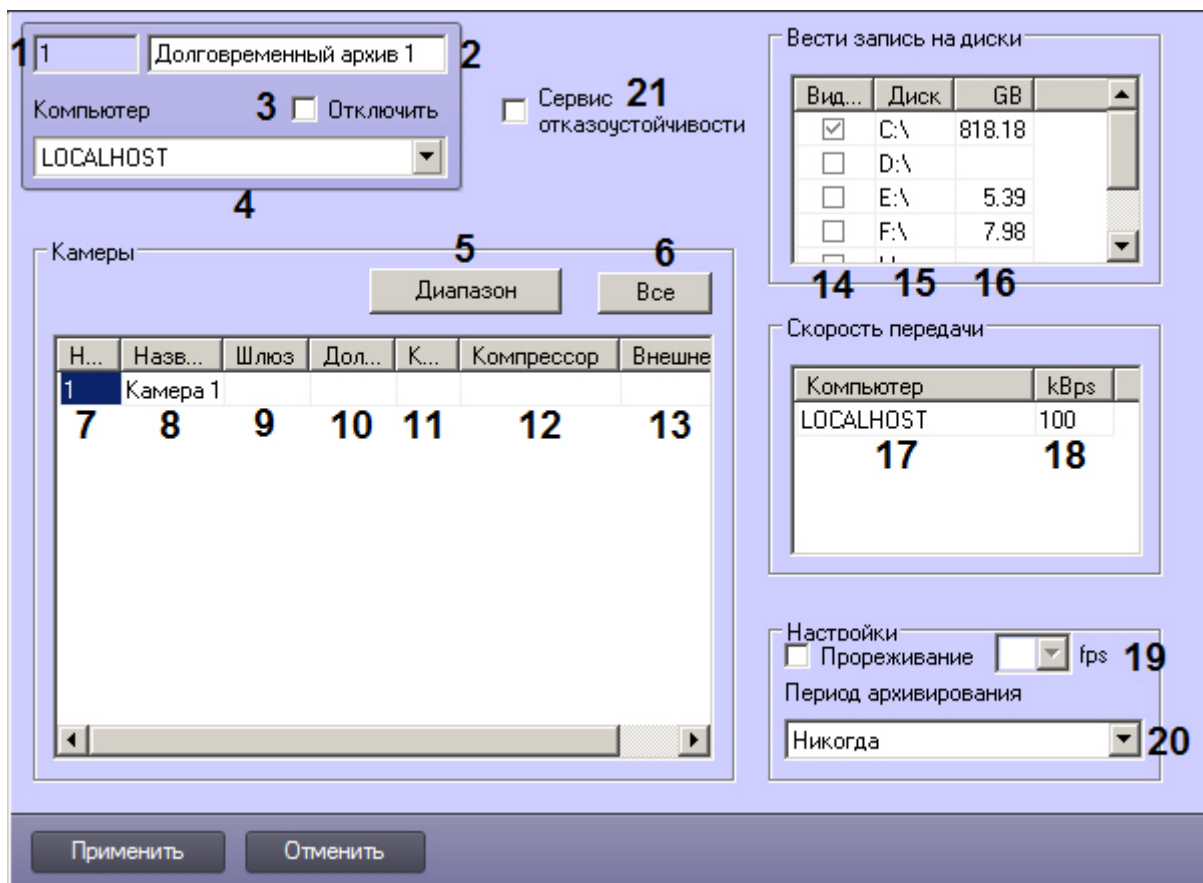 1 1 Долговременный архив 1 2
Компьютер 3 Отключить
LOCALHOST
4
Сервис 21
отказоустойчивости
Вести запись на диски
Вид... Диск GB
C:\ 818.18
D:\
E:\ 5.39
F:\ 7.98
14 15 16
Камеры
5 6
Диапазон Все
Н... Назв... Шлюз Дол... К... Компрессор Внешне
1 Камера 1
7 8 9 10 11 12 13
Скорость передачи
Компьютер kBps
LOCALHOST 100
17 18
Настройки
Прореживание fps 19
Период архивирования
Никогда 20
Применить Отменить